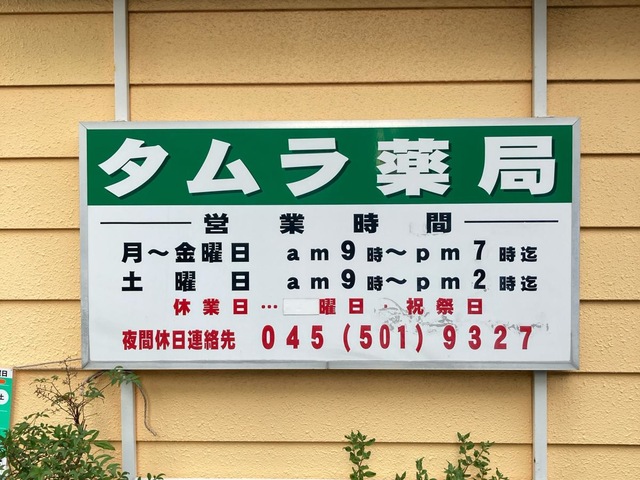 タムラ薬局
営業時間
月～金曜日 am9時～pm7時迄
土曜日 am9時～pm2時迄
休業日…曜日・祝祭日
夜間休日連絡先 045(501)9327